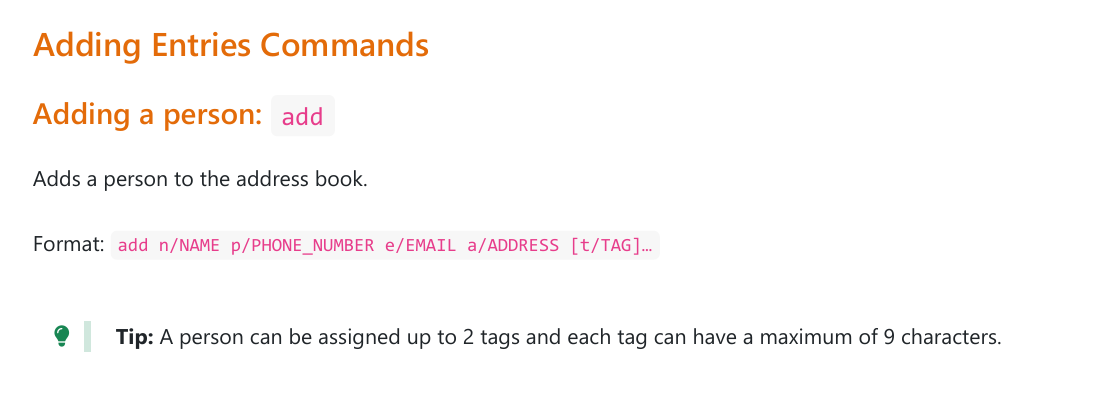 Adding Entries Commands
Adding a person: add
Adds a person to the address book.
Format: add n/NAME p/PHONE_NUMBER e/EMAIL a/ADDRESS [t/TAG]…
Tip: A person can be assigned up to 2 tags and each tag can have a maximum of 9 characters.